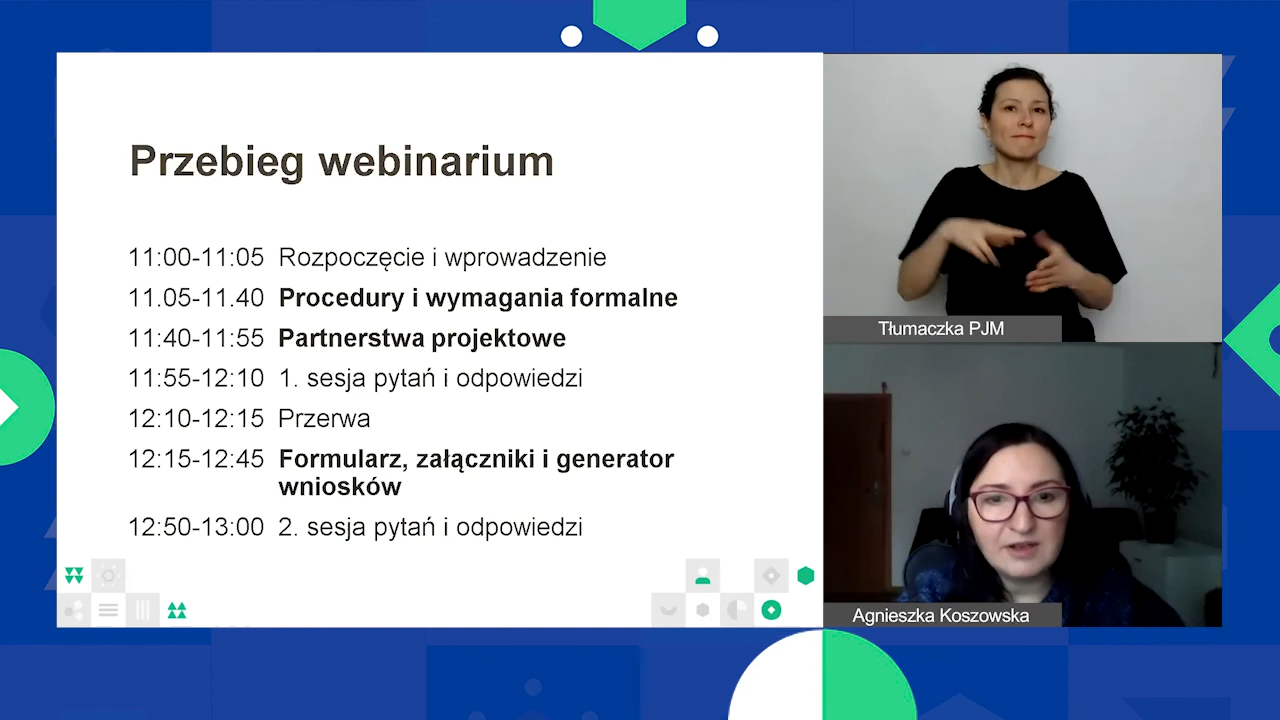 Przebieg webinarium
11:00-11:05 Rozpoczęcie i wprowadzenie
11.05-11.40 Procedury i wymagania formalne
11:40-11:55 Partnerstwa projektowe
11:55-12:10 1. sesja pytań i odpowiedzi
12:10-12:15 Przerwa
12:15-12:45 Formularz, załączniki i generator
wniosków
12:50-13:00 2. sesja pytań i odpowiedzi
Tłumaczka PJM
Agnieszka Koszowska